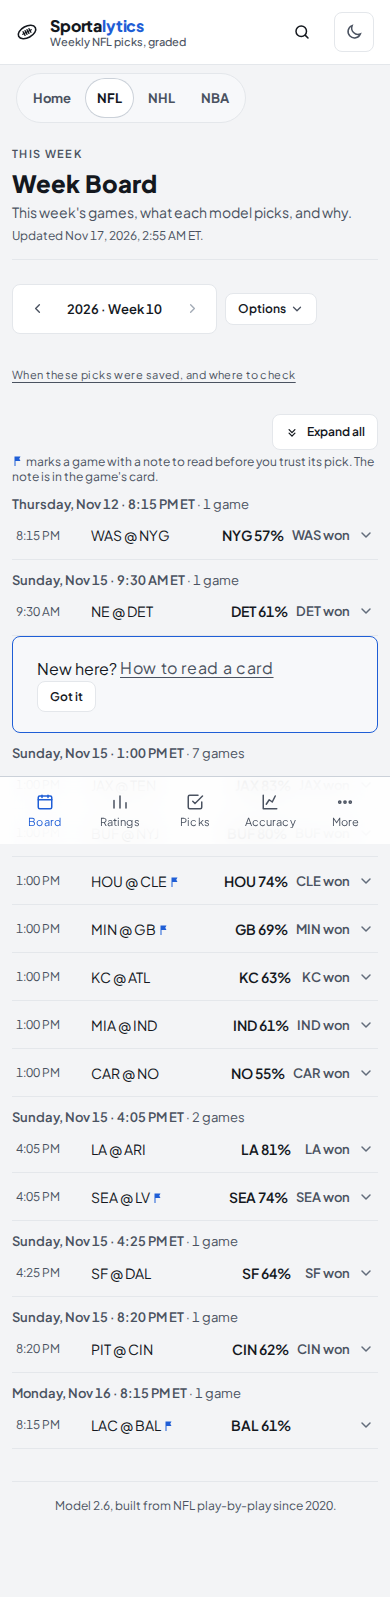 Sportalytics
Weekly NFL picks, graded
Home NFL NHL NBA
THIS WEEK
Week Board
This week's games, what each model picks, and why.
Updated Nov 17, 2026, 2:55 AM ET.
2026 · Week 10 Options
When these picks were saved, and where to check
Expand all
marks a game with a note to read before you trust its pick. The
note is in the game's card.
Thursday, Nov 12 · 8:15 PM ET · 1 game
8:15 PM WAS @ NYG NYG 57% WAS won
Sunday, Nov 15 · 9:30 AM ET · 1 game
9:30 AM NE @ DET DET 61% DET won
New here? How to read a card
Got it
Sunday, Nov 15 · 1:00 PM ET · 7 games
Board Ratings Picks Accuracy More
1:00 PM HOU @ CLE HOU 74% CLE won
1:00 PM MIN @ GB GB 69% MIN won
1:00 PM KC @ ATL KC 63% KC won
1:00 PM MIA @ IND IND 61% IND won
1:00 PM CAR @ NO NO 55% CAR won
Sunday, Nov 15 · 4:05 PM ET · 2 games
4:05 PM LA @ ARI LA 81% LA won
4:05 PM SEA @ LV SEA 74% SEA won
Sunday, Nov 15 · 4:25 PM ET · 1 game
4:25 PM SF @ DAL SF 64% SF won
Sunday, Nov 15 · 8:20 PM ET · 1 game
8:20 PM PIT @ CIN CIN 62% CIN won
Monday, Nov 16 · 8:15 PM ET · 1 game
8:15 PM LAC @ BAL BAL 61%
Model 2.6, built from NFL play-by-play since 2020.